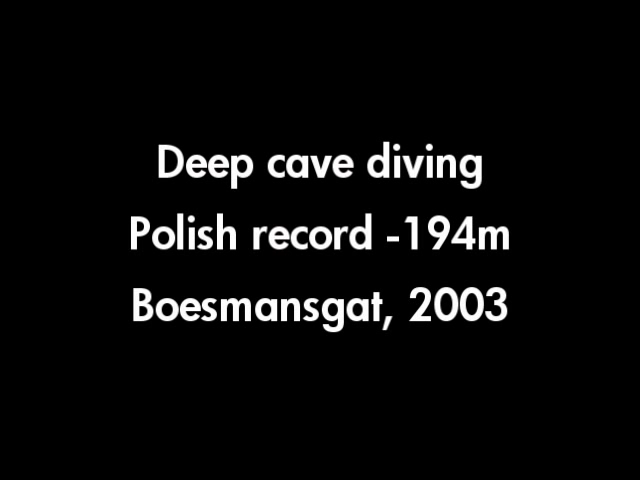 Deep cave diving
Polish record -194m
Boesmansgat, 2003